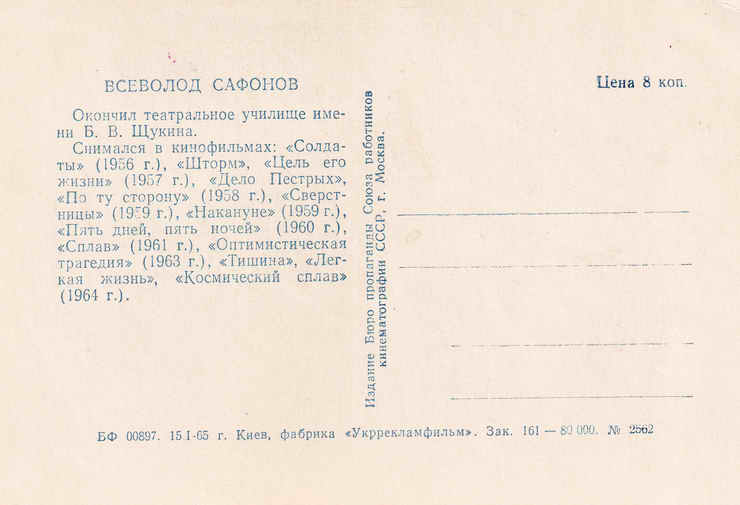 ВСЕВОЛОД САФОНОВ
Окончил театральное училище име-
ни Б. В. Щукина.
Снимался в кинофильмах: «Солда-
ты» (1956 г.), «Шторм», «Цель его
жизни» (1957 г.), «Дело Пестрых»,
«По ту сторону» (1958 г.), «Сверст-
ницы» (1959 г.), «Накануне» (1959 г.),
«Пять дней, пять ночей» (1960 г.),
«Сплав» (1961 г.), «Оптимистическая
трагедия» (1963 г.), «Тишина», «Лег-
кая жизнь», «Космический сплав»
(1964 г.).
Издание Бюро пропаганды Союза работников
кинематографии СССР, г. Москва.
Цена 8 коп.
БФ 00897. 15.I-65 г. Киев, фабрика «Укррекламфильм». Зак. 161 — 80 000. № 2562